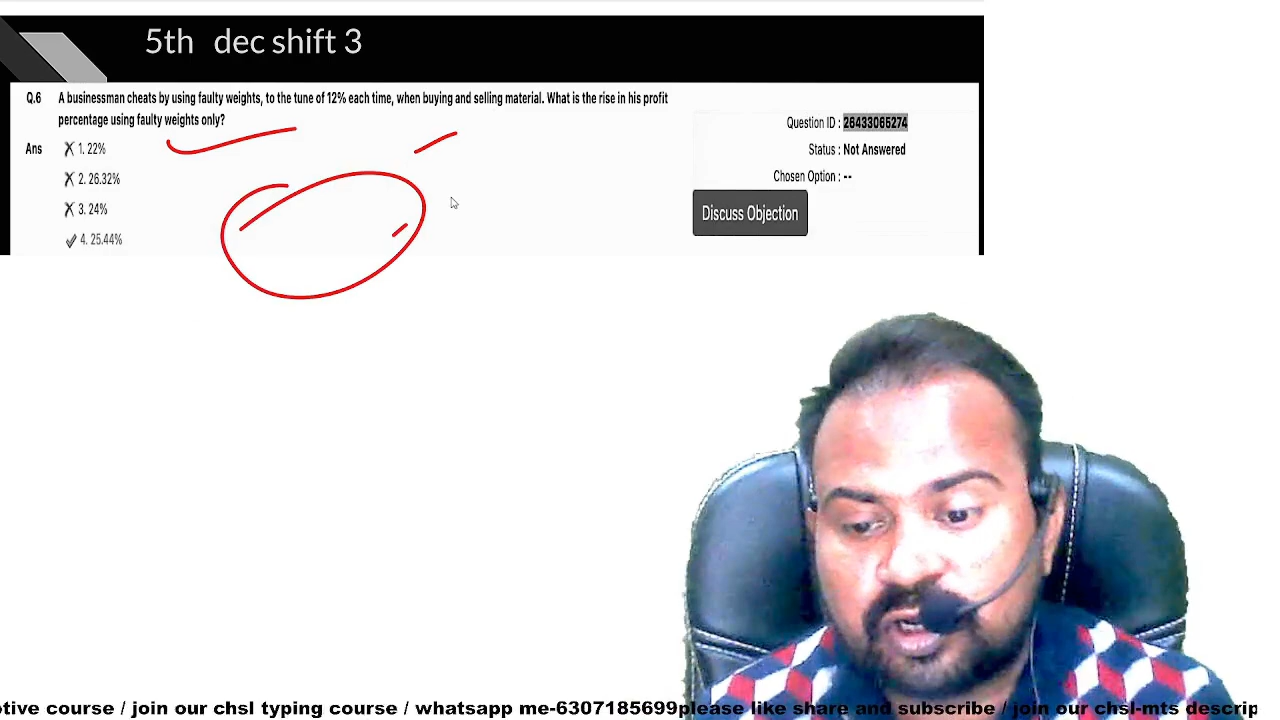 5th dec shift 3
Q.6 A businessman cheats by using faulty weights, to the tune of 12% each time, when buying and selling material. What is the rise in his profit
percentage using faulty weights only?
Ans 1. 22%
2. 26.32%
3. 24%
4. 25.44%
Question ID : 26433065274
Status : Not Answered
Chosen Option : --
Discuss Objection
otive course / join our chsl typing course / whatsapp me-6307185699please like share and subscribe / join our chsl-mts descrip